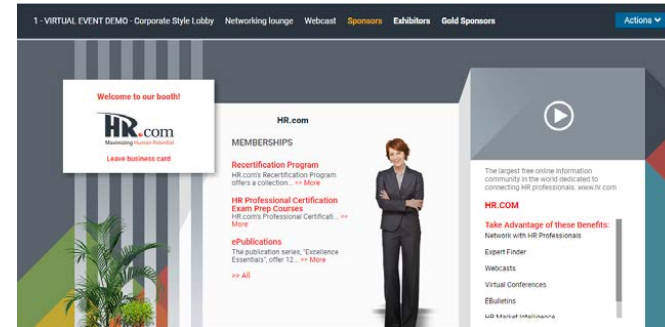 1 - VIRTUAL EVENT DEMO - Corporate Style Lobby Networking lounge Webcast Sponsors Exhibitors Gold Sponsors Actions
Welcome to our booth!
HR.com
Maximizing Human Potential
Leave business card
HR.com
MEMBERSHIPS
Recertification Program
HR.com's Recertification Program
offers a collection... >> More
HR Professional Certification
Exam Prep Courses
HR.com's Professional Certificati... >>
More
ePublications
The publication series, "Excellence
Essentials", offer 12... >> More
>> All
The largest free online information
community in the world dedicated to
connecting HR professionals. www.hr.com
HR.COM
Take Advantage of these Benefits:
Network with HR Professionals
Expert Finder
Webcasts
Virtual Conferences
EBulletins
HR Market Intelligence